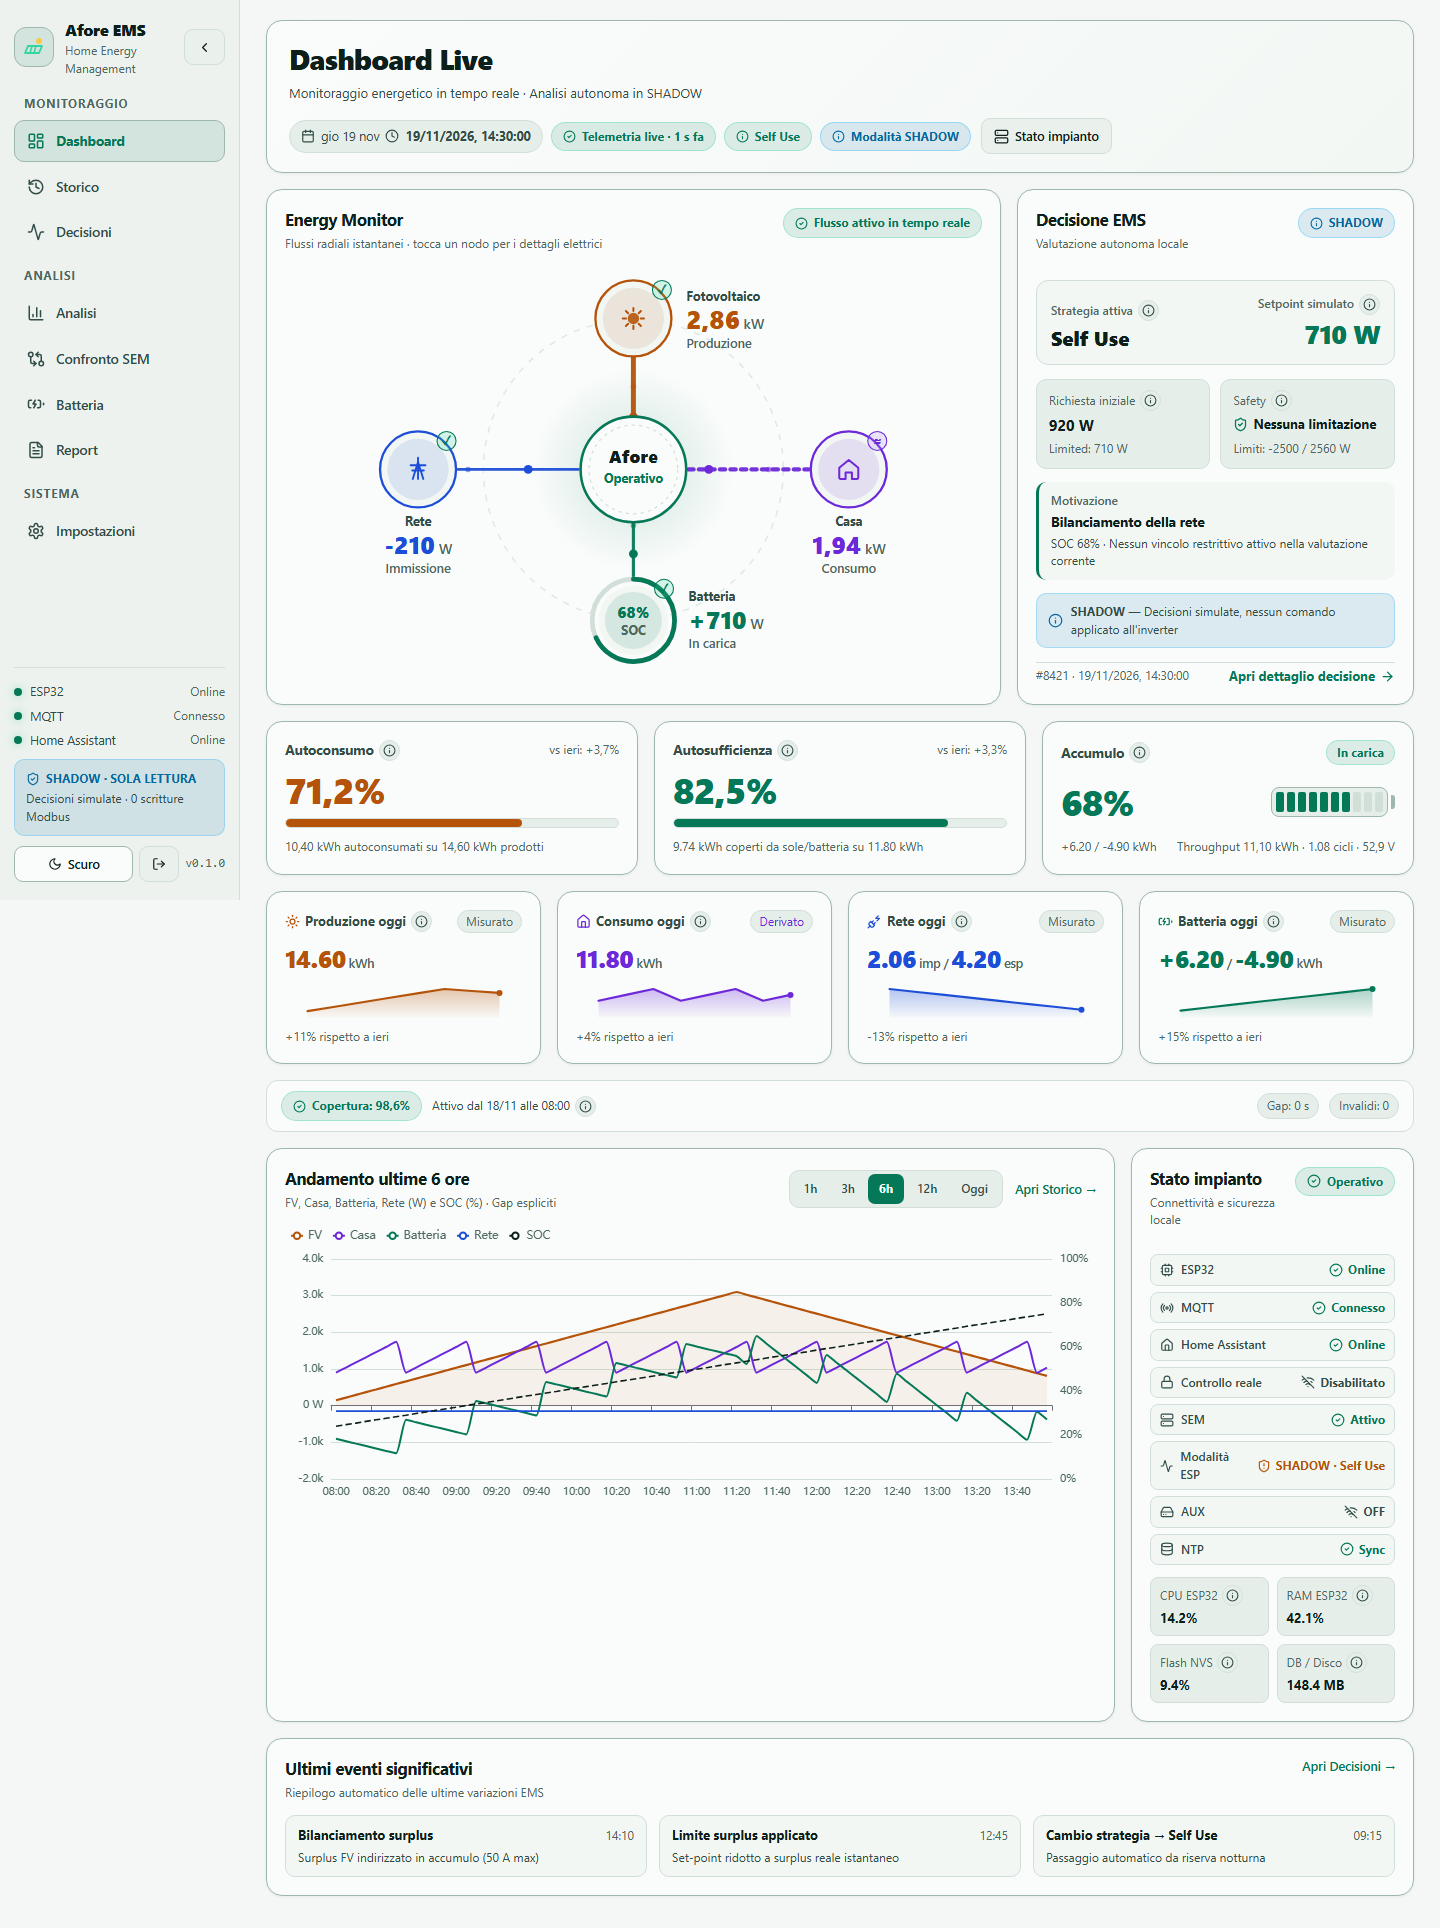 Afore EMS
Home Energy
Management
MONITORAGGIO
Dashboard
Storico
Decisioni
ANALISI
Analisi
Confronto SEM
Batteria
Report
SISTEMA
Impostazioni
ESP32 Online
MQTT Connesso
Home Assistant Online
SHADOW · SOLA LETTURA
Decisioni simulate · 0 scritture
Modbus
Scuro v0.1.0
Dashboard Live
Monitoraggio energetico in tempo reale · Analisi autonoma in SHADOW
gio 19 nov 19/11/2026, 14:30:00 Telemetria live · 1 s fa Self Use Modalità SHADOW Stato impianto
Energy Monitor
Flusso attivo in tempo reale
Flussi radiali istantanei · tocca un nodo per i dettagli elettrici
Fotovoltaico
2,86 kW
Produzione
Afore
Operativo
Rete
-210 W
Immissione
Casa
1,94 kW
Consumo
68%
SOC
Batteria
+710 W
In carica
Decisione EMS
SHADOW
Valutazione autonoma locale
Strategia attiva
Self Use
Setpoint simulato
710 W
Richiesta iniziale
920 W
Limited: 710 W
Safety
Nessuna limitazione
Limiti: -2500 / 2560 W
Motivazione
Bilanciamento della rete
SOC 68% · Nessun vincolo restrittivo attivo nella valutazione
corrente
SHADOW — Decisioni simulate, nessun comando
applicato all'inverter
#8421 · 19/11/2026, 14:30:00 Apri dettaglio decisione →
Autoconsumo vs ieri: +3,7%
71,2%
10,40 kWh autoconsumati su 14,60 kWh prodotti
Autosufficienza vs ieri: +3,3%
82,5%
9.74 kWh coperti da sole/batteria su 11.80 kWh
Accumulo In carica
68%
+6.20 / -4.90 kWh Throughput 11,10 kWh · 1.08 cicli · 52,9 V
Produzione oggi Misurato
14.60 kWh
+11% rispetto a ieri
Consumo oggi Derivato
11.80 kWh
+4% rispetto a ieri
Rete oggi Misurato
2.06 imp / 4.20 esp
-13% rispetto a ieri
Batteria oggi Misurato
+6.20 / -4.90 kWh
+15% rispetto a ieri
Copertura: 98,6% Attivo dal 18/11 alle 08:00 Gap: 0 s Invalidi: 0
Andamento ultime 6 ore
FV, Casa, Batteria, Rete (W) e SOC (%) · Gap espliciti
1h 3h 6h 12h Oggi Apri Storico →
FV Casa Batteria Rete SOC
4.0k 100%
3.0k 80%
2.0k 60%
1.0k 40%
0 W 20%
-1.0k
-2.0k 0%
08:00 08:20 08:40 09:00 09:20 09:40 10:00 10:20 10:40 11:00 11:20 11:40 12:00 12:20 12:40 13:00 13:20 13:40
Stato impianto Operativo
Connettività e sicurezza
locale
ESP32 Online
MQTT Connesso
Home Assistant Online
Controllo reale Disabilitato
SEM Attivo
Modalità
ESP
SHADOW · Self Use
AUX OFF
NTP Sync
CPU ESP32
14.2%
RAM ESP32
42.1%
Flash NVS
9.4%
DB / Disco
148.4 MB
Ultimi eventi significativi Apri Decisioni →
Riepilogo automatico delle ultime variazioni EMS
Bilanciamento surplus 14:10
Surplus FV indirizzato in accumulo (50 A max)
Limite surplus applicato 12:45
Set-point ridotto a surplus reale istantaneo
Cambio strategia → Self Use 09:15
Passaggio automatico da riserva notturna